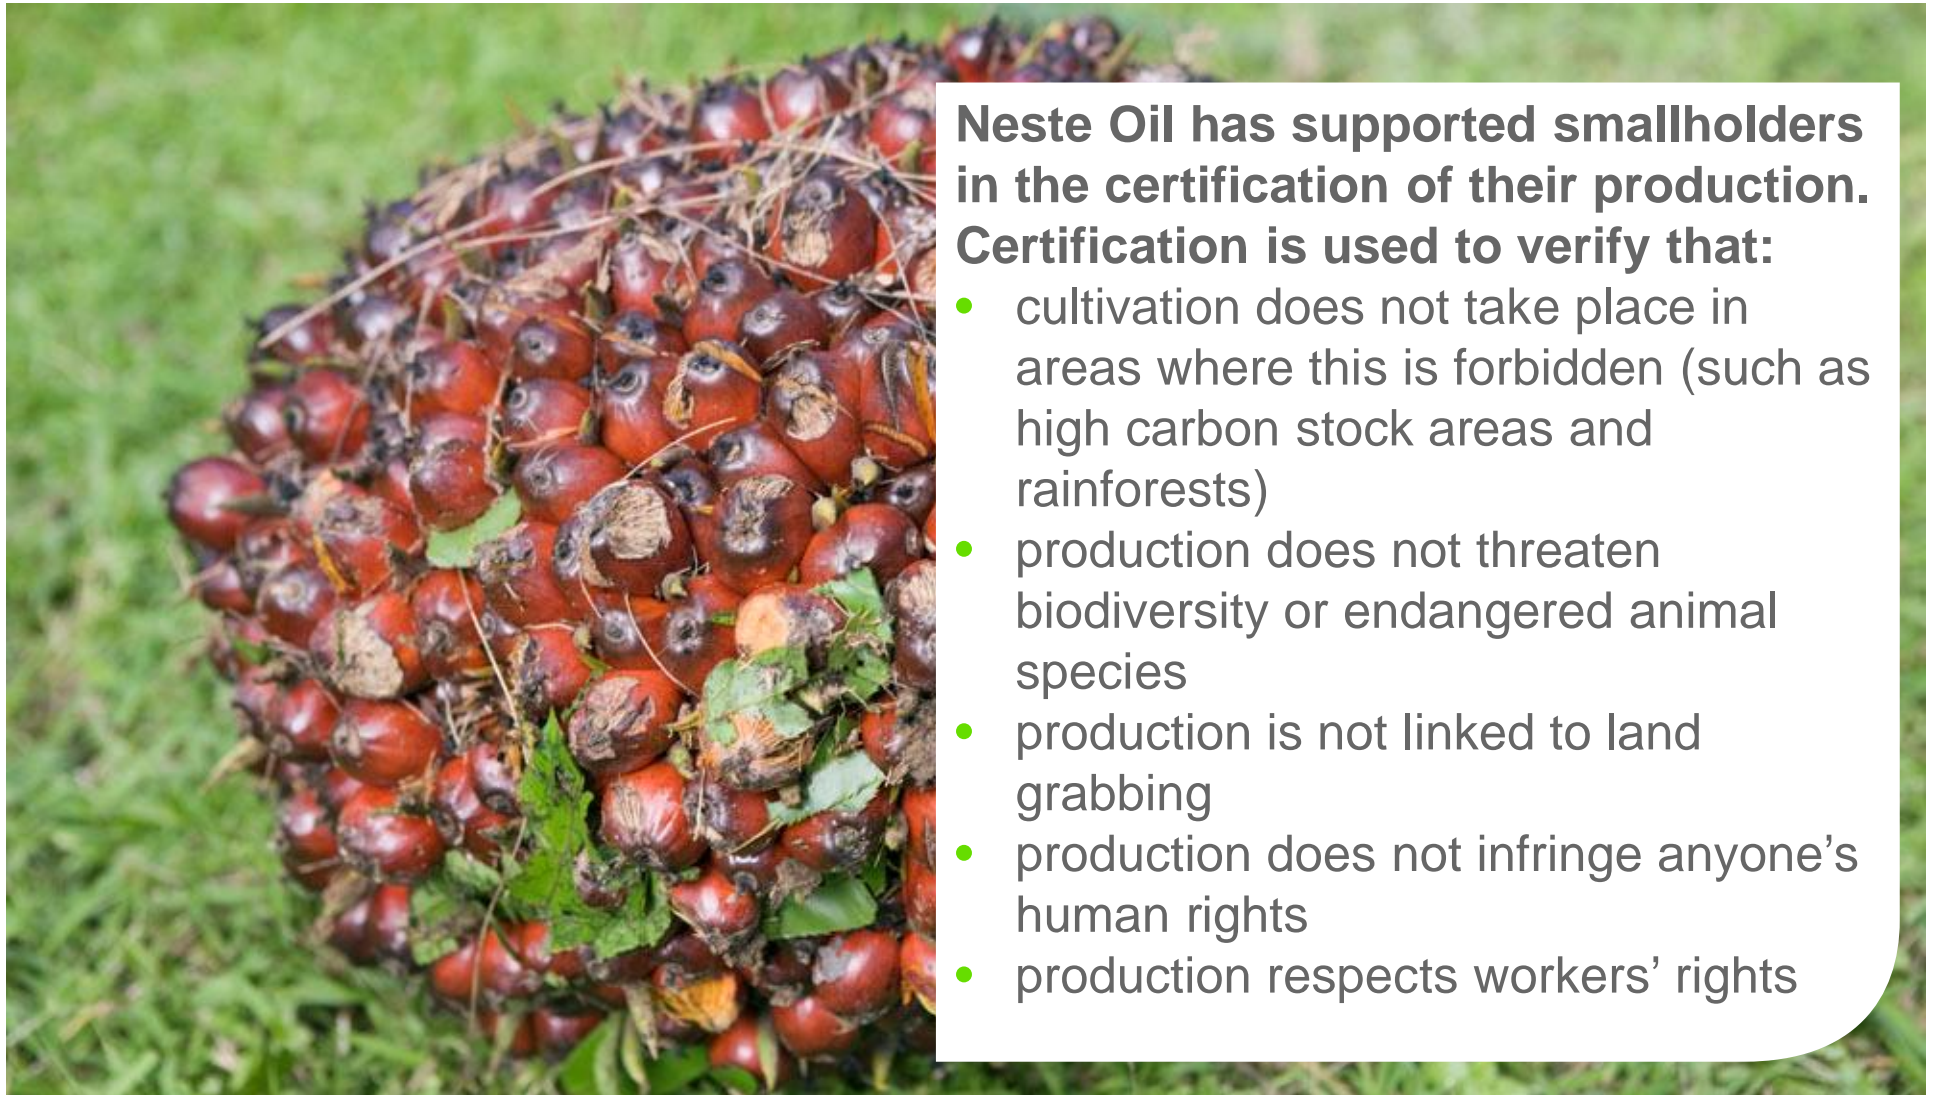 Neste Oil has supported smallholders
in the certification of their production.
Certification is used to verify that:
• cultivation does not take place in
areas where this is forbidden (such as
high carbon stock areas and
rainforests)
• production does not threaten
biodiversity or endangered animal
species
• production is not linked to land
grabbing
• production does not infringe anyone’s
human rights
• production respects workers’ rights